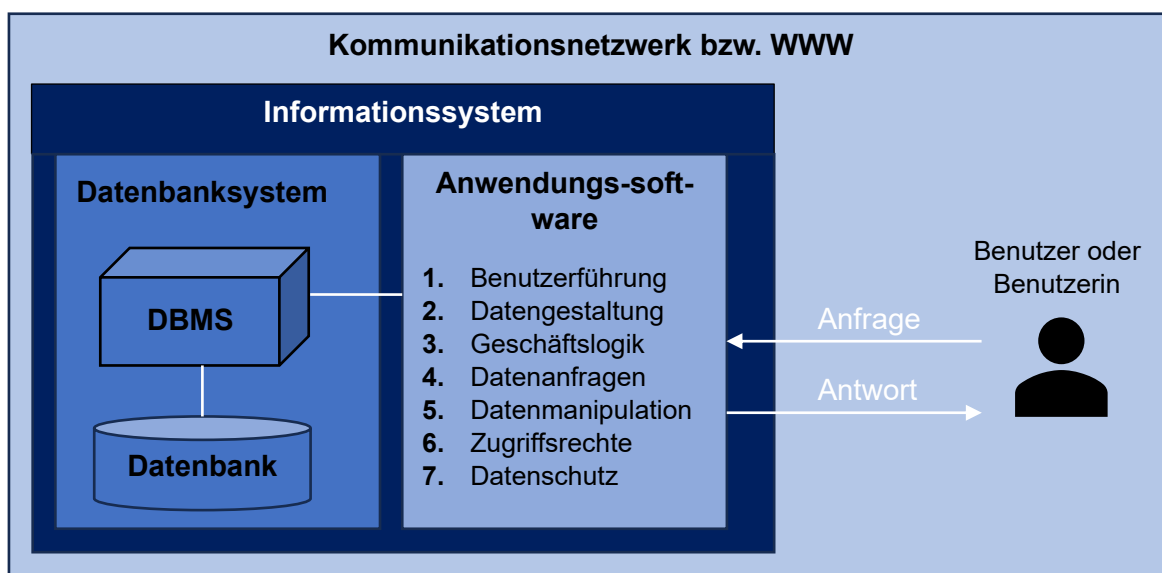 Kommunikationsnetzwerk bzw. WWW
Informationssystem
Datenbanksystem
DBMS
Datenbank
Anwendungs-soft-
ware
1. Benutzerführung
2. Datengestaltung
3. Geschäftslogik
4. Datenanfragen
5. Datenmanipulation
6. Zugriffsrechte
7. Datenschutz
Benutzer oder
Benutzerin
Anfrage
Antwort